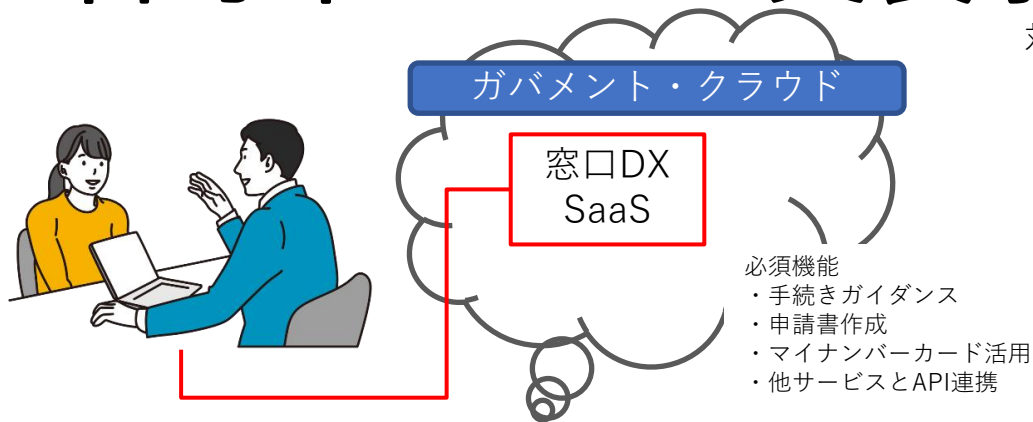 ガバメント・クラウド
窓口DX
SaaS
必須機能
・手続きガイダンス
・申請書作成
・マイナンバーカード活用
・他サービスとAPI連携